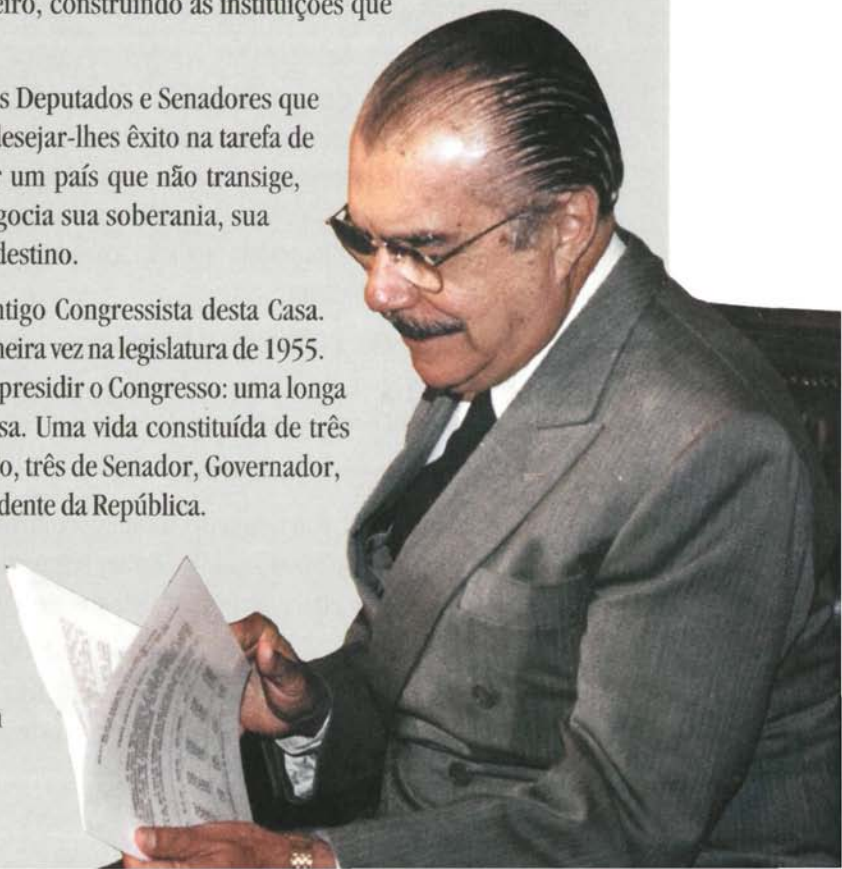 eiro, construindo as instituições que
s Deputados e Senadores que
desejar-lhes êxito na tarefa de
um país que não transige,
gocia sua soberania, sua
destino.
ntigo Congressista desta Casa.
neira vez na legislatura de 1955.
presidir o Congresso: uma longa
sa. Uma vida constituída de três
o, três de Senador, Governador,
dente da República.